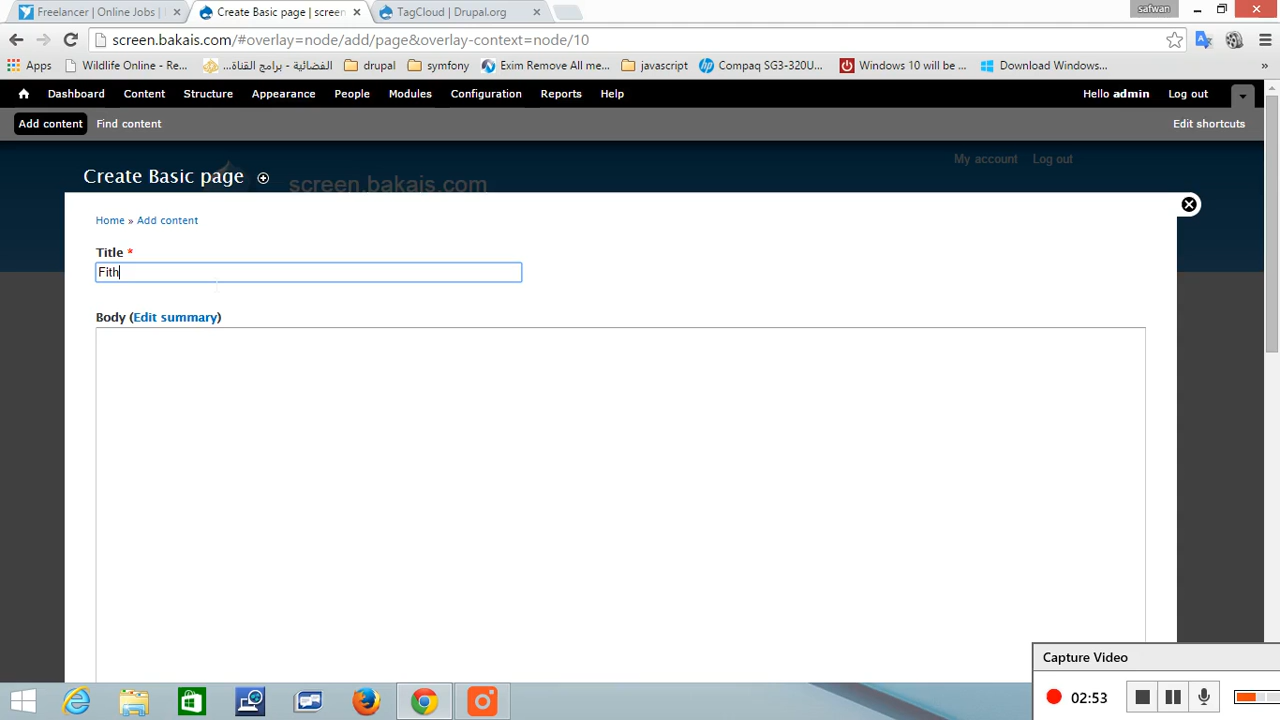 Freelancer | Online Jobs |
Create Basic page | screen
TagCloud | Drupal.org
safwan
screen.bakais.com/#overlay=node/add/page&overlay-context=node/10
Apps
Wildlife Online - Re...
الفضائية - برامج القناة...
drupal
symfony
Exim Remove All me...
javascript
Compaq SG3-320U...
Windows 10 will be ...
Download Windows...
»
Dashboard
Content
Structure
Appearance
People
Modules
Configuration
Reports
Help
Hello admin
Log out
Add content
Find content
Edit shortcuts
My account
Log out
Create Basic page
screen.bakais.com
Home » Add content
Title *
Fith
Body (Edit summary)
Capture Video
02:53